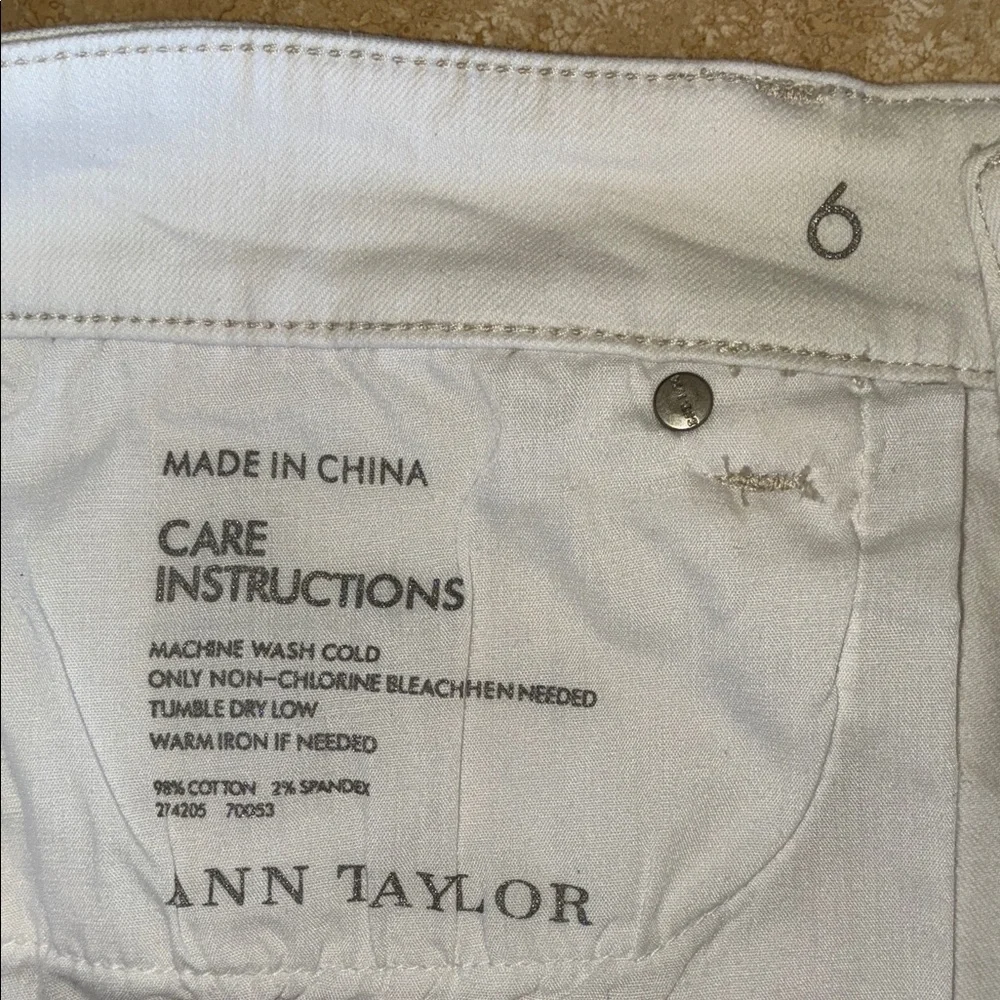 6
MADE IN CHINA
CARE
INSTRUCTIONS
MACHINE WASH COLD
ONLY NON-CHLORINE BLEACHHEN NEEDED
TUMBLE DRY LOW
WARM IRON IF NEEDED
98% COTTON 2% SPANDEX
274205 70053
ANN TAYLOR